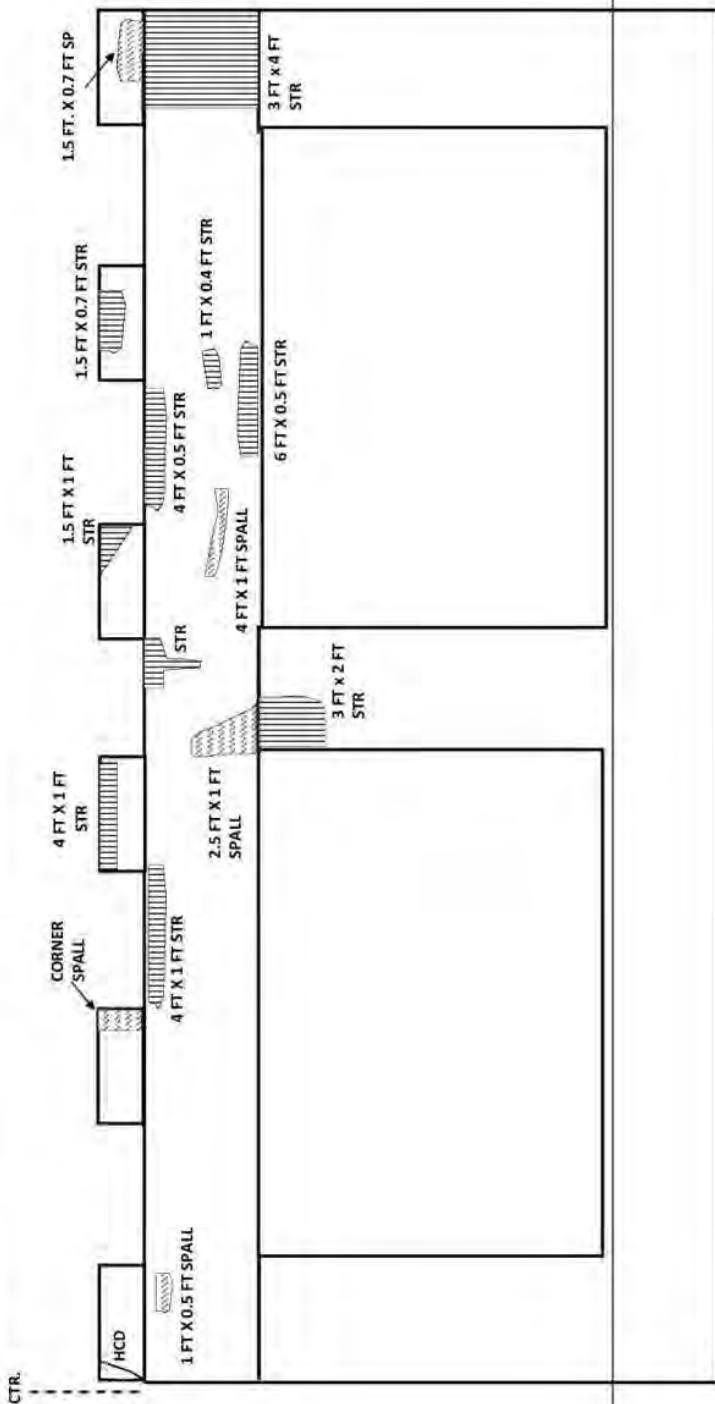 CTR.
CORNER
SPALL
4 FT X 1 FT
STR
1.5 FT X 1 FT
STR
1.5 FT X 0.7 FT STR
1.5 FT. X 0.7 FT SP
HCD
1 FT X 0.5 FT SPALL
4 FT X 1 FT STR
STR
4 FT X 0.5 FT STR
2.5 FT X 1 FT
SPALL
4 FT X 1 FT SPALL
1 FT X 0.4 FT STR
3 FT x 2 FT
STR
6 FT X 0.5 FT STR
3 FT x 4 FT
STR